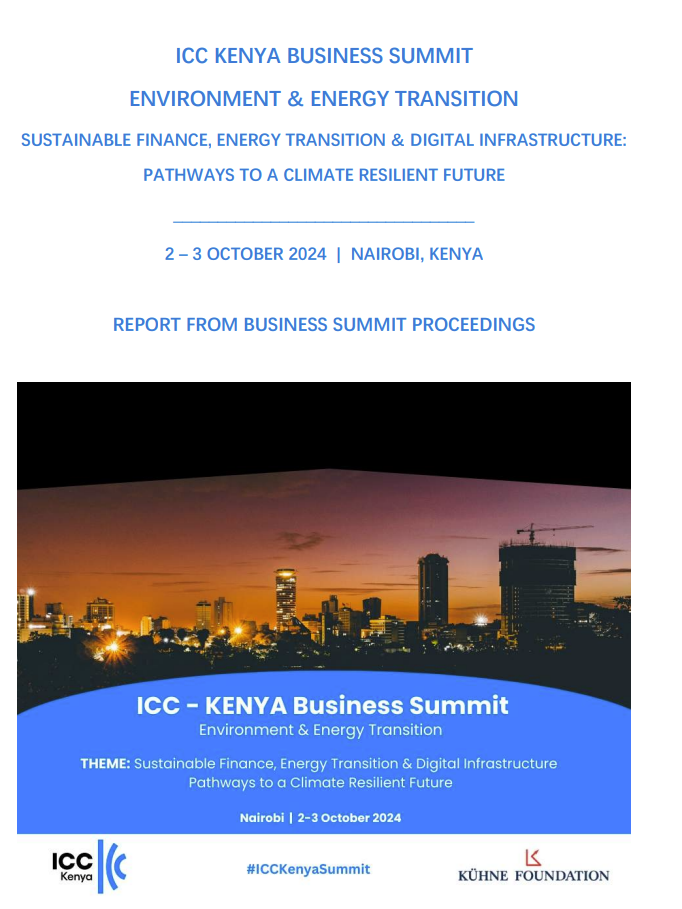 ICC KENYA BUSINESS SUMMIT
ENVIRONMENT & ENERGY TRANSITION
SUSTAINABLE FINANCE, ENERGY TRANSITION & DIGITAL INFRASTRUCTURE:
PATHWAYS TO A CLIMATE RESILIENT FUTURE
2 – 3 OCTOBER 2024 | NAIROBI, KENYA
REPORT FROM BUSINESS SUMMIT PROCEEDINGS
ICC - KENYA Business Summit
Environment & Energy Transition
THEME: Sustainable Finance, Energy Transition & Digital Infrastructure
Pathways to a Climate Resilient Future
Nairobi | 2-3 October 2024
ICC
Kenya
#ICCKenyaSummit
KÜHNE FOUNDATION